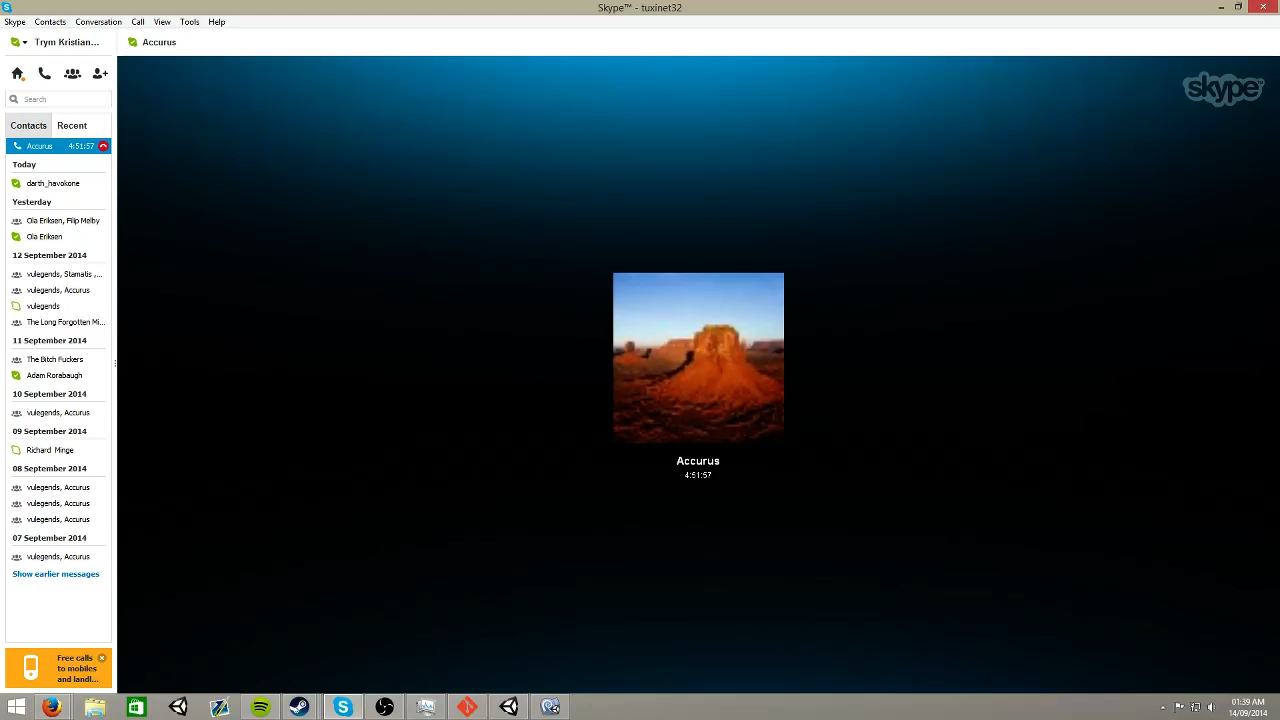 Skype™ - tuxinet32
Skype Contacts Conversation Call View Tools Help
Trym Kristian...
Accurus
skype™
Search
Contacts Recent
Accurus 4:51:57
Today
darth_havokone
Yesterday
Ola Eriksen, Filip Melby
Ola Eriksen
12 September 2014
vulegends, Stamatis ,...
vulegends, Accurus
vulegends
The Long Forgotten Mi...
11 September 2014
The Bitch Fuckers
Adam Rorabaugh
10 September 2014
vulegends, Accurus
09 September 2014
Richard Minge
08 September 2014
vulegends, Accurus
vulegends, Accurus
vulegends, Accurus
07 September 2014
vulegends, Accurus
Show earlier messages
Accurus
4:51:57
Free calls
to mobiles
and landl...
01:39 AM
14/09/2014